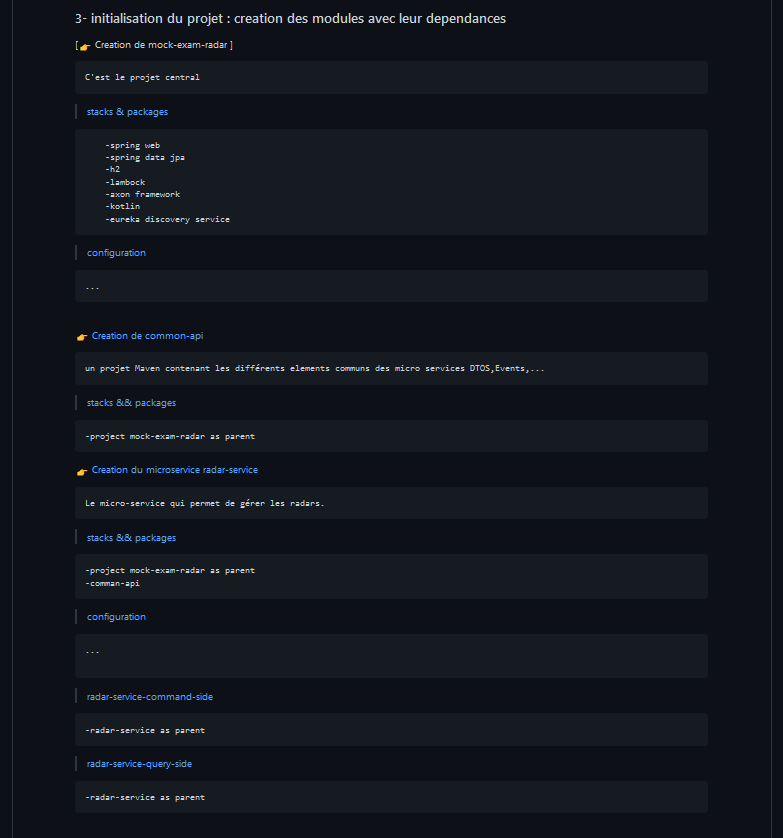 3- initialisation du projet : creation des modules avec leur dependances
[👉 Creation de mock-exam-radar ]
C'est le projet central
stacks & packages
-spring web
-spring data jpa
-h2
-lambock
-axon framework
-kotlin
-eureka discovery service
configuration
...
👉 Creation de common-api
un projet Maven contenant les différents elements communs des micro services DTOS,Events,...
stacks && packages
-project mock-exam-radar as parent
👉 Creation du microservice radar-service
Le micro-service qui permet de gérer les radars.
stacks && packages
-project mock-exam-radar as parent
-comman-api
configuration
...
radar-service-command-side
-radar-service as parent
radar-service-query-side
-radar-service as parent